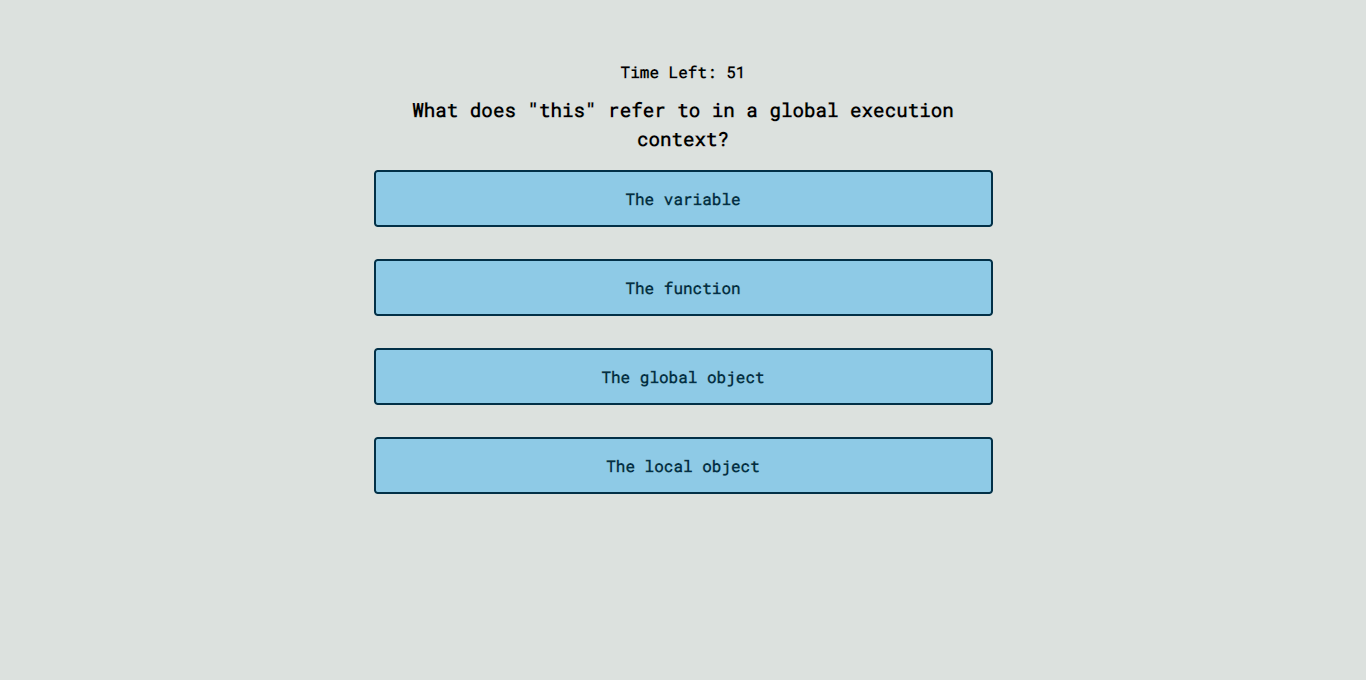 Time Left: 51
What does "this" refer to in a global execution
context?
The variable
The function
The global object
The local object